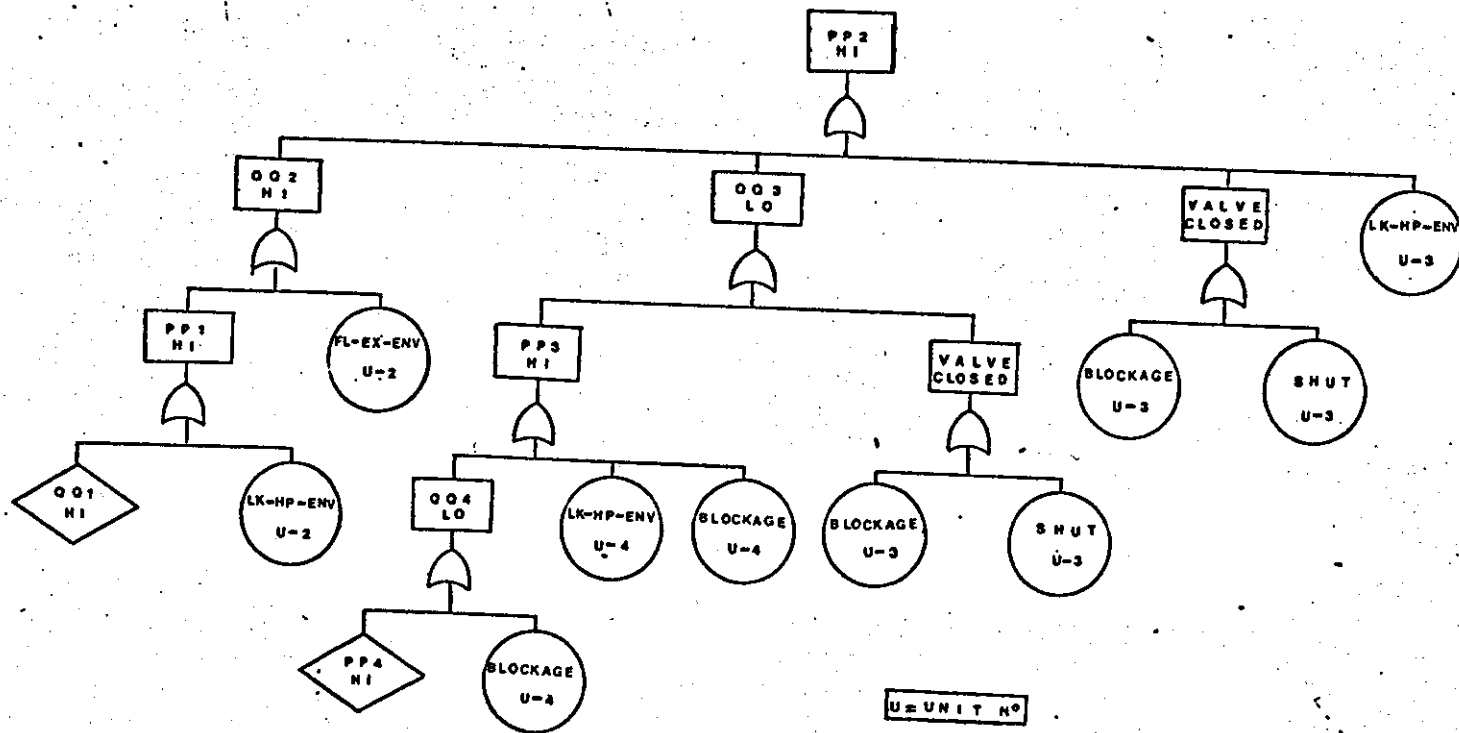 PP2
HI
QQ2
HI
QQ3
LO
VALVE
CLOSED
LK-HP-ENV
U-3
PP1
HI
FL-EX-ENV
U-2
PP3
HI
VALVE
CLOSED
BLOCKAGE
U-3
SHUT
U-3
QQ1
HI
LK-HP-ENV
U-2
QQ4
LO
LK-HP-ENV
U-4
BLOCKAGE
U-4
BLOCKAGE
U-3
SHUT
U-3
PP4
HI
BLOCKAGE
U-4
U=UNIT Nº